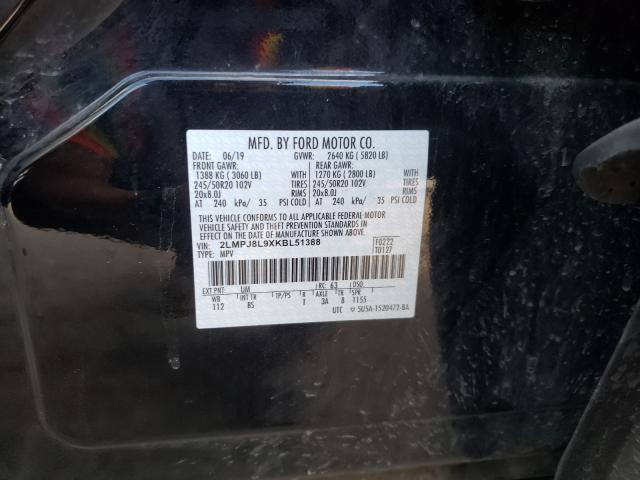 MFD. BY FORD MOTOR CO.
DATE: 06/19 GVWR: 2640 KG ( 5820 LB)
FRONT GAWR: REAR GAWR:
1388 KG ( 3060 LB) WITH 1270 KG ( 2800 LB) WITH
245/50R20 102V TIRES 245/50R20 102V TIRES
20x8.0J RIMS 20x8.0J RIMS
AT 240 kPa/ 35 PSI COLD AT 240 kPa/ 35 PSI COLD
THIS VEHICLE CONFORMS TO ALL APPLICABLE FEDERAL MOTOR
VEHICLE SAFETY AND THEFT PREVENTION STANDARDS IN
EFFECT ON THE DATE OF MANUFACTURE SHOWN ABOVE.
VIN: 2LMPJ8L9XKBL51388 F0222
TYPE: MPV T0127
EXT PNT: UM RC: 63 DSO:
WB INT TR TP/PS R AXLE TR SPR
112 BS T 3A 8 1155
UTC 5U5A-1520472-BA